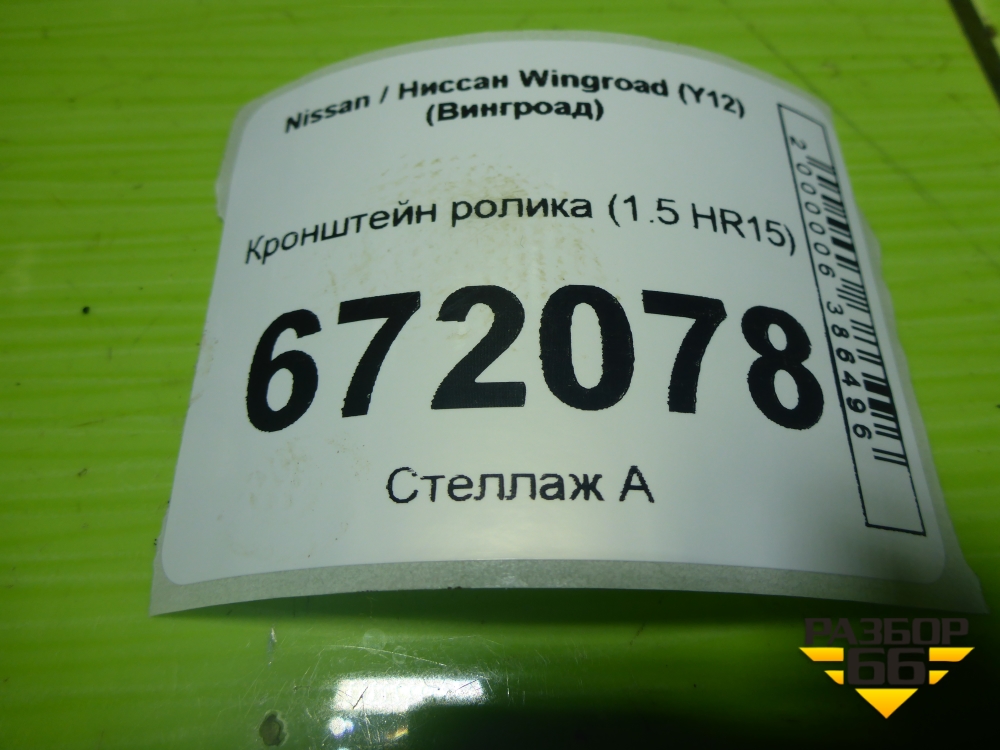 Nissan / Ниссан Wingroad (Y12)
(Вингроад)
Кронштейн ролика (1.5 HR15)
672078
Стеллаж А
2000006386496
РАЗБОР
66